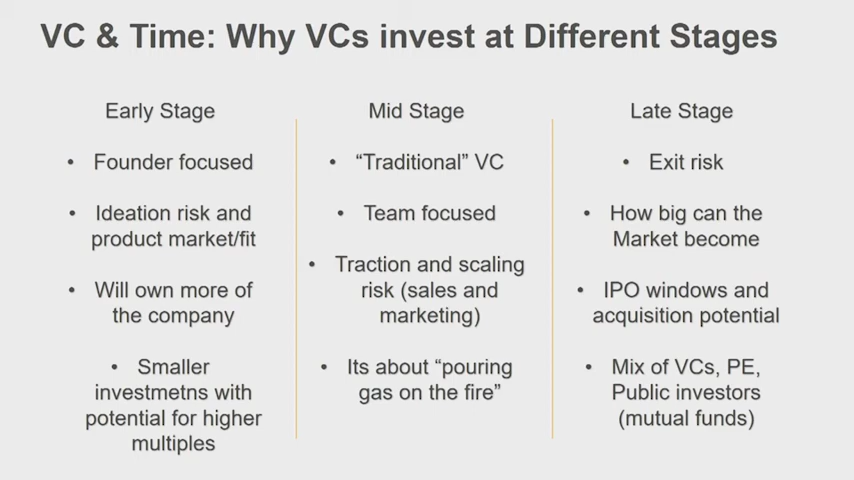 VC & Time: Why VCs invest at Different Stages
Early Stage
• Founder focused
• Ideation risk and
product market/fit
• Will own more of
the company
• Smaller
investmetns with
potential for higher
multiples
Mid Stage
• “Traditional” VC
• Team focused
• Traction and scaling
risk (sales and
marketing)
• Its about “pouring
gas on the fire”
Late Stage
• Exit risk
• How big can the
Market become
• IPO windows and
acquisition potential
• Mix of VCs, PE,
Public investors
(mutual funds)